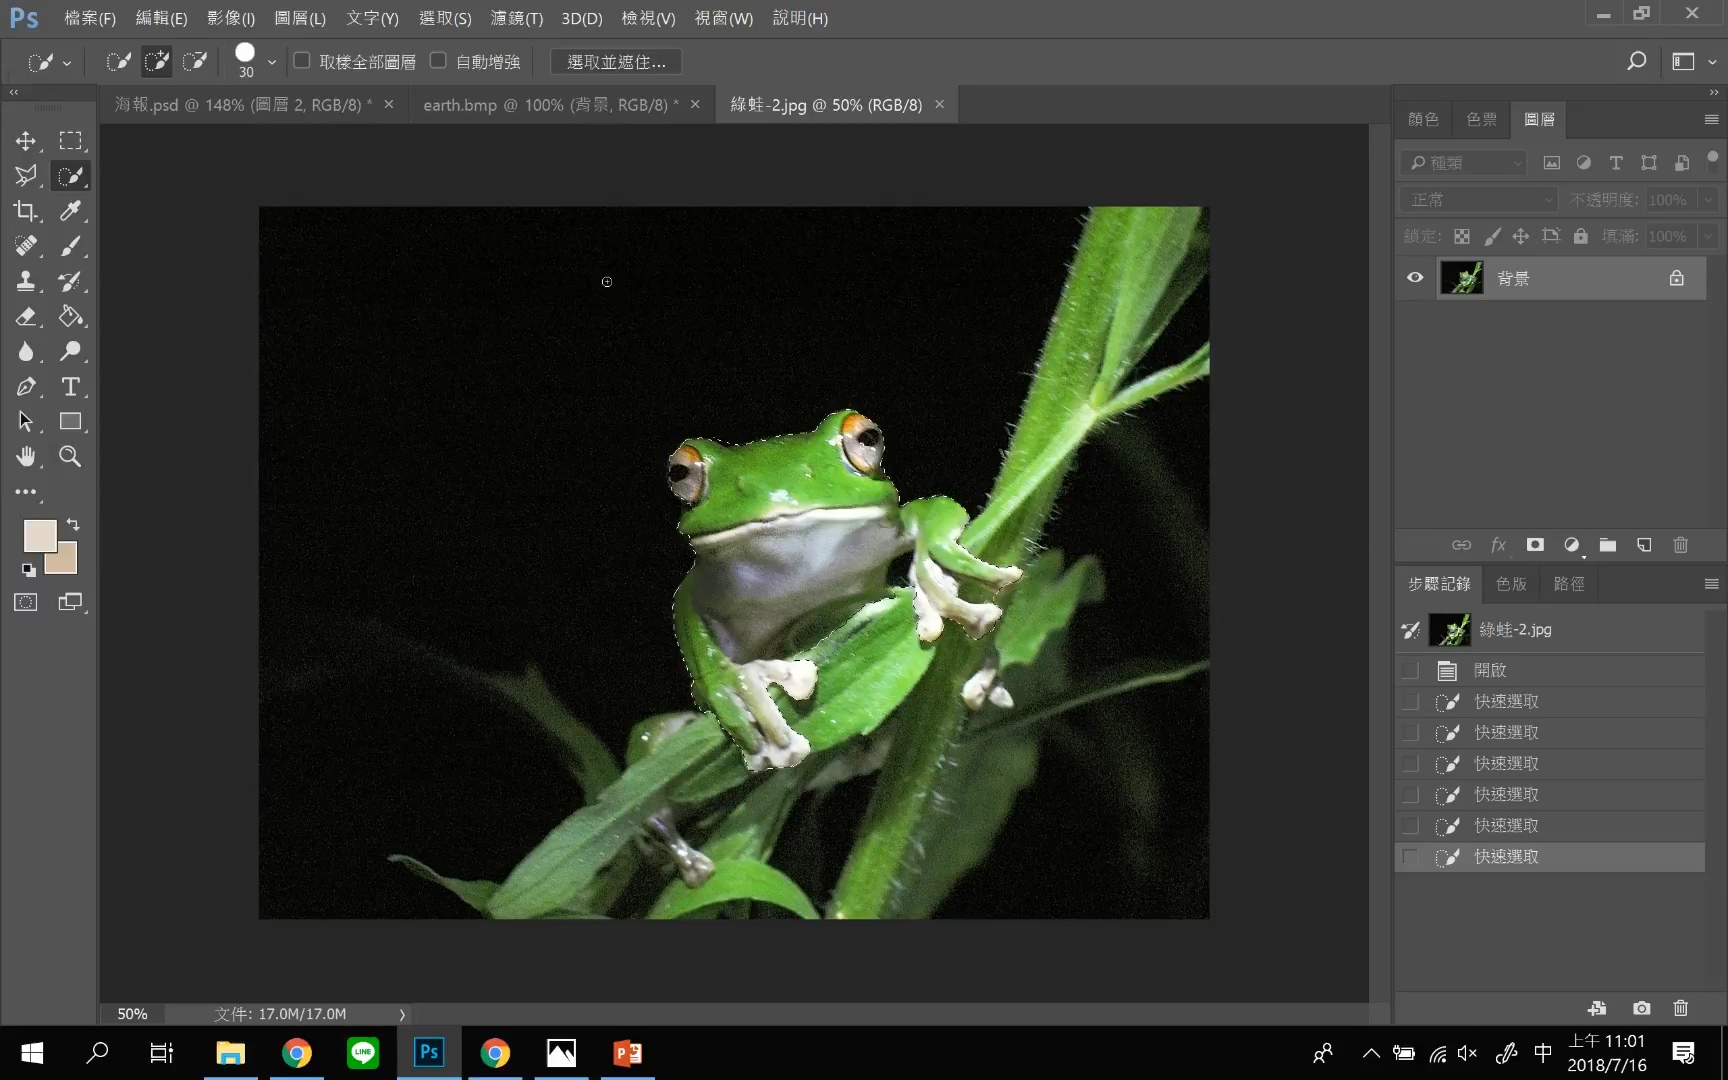 Ps 檔案(F) 編輯(E) 影像(I) 圖層(L) 文字(Y) 選取(S) 濾鏡(T) 3D(D) 檢視(V) 視窗(W) 說明(H)
30 取樣全部圖層 自動增強 選取並遮住...
海報.psd @ 148% (圖層 2, RGB/8) * earth.bmp @ 100% (背景, RGB/8) * 綠蛙-2.jpg @ 50% (RGB/8)
顏色 色票 圖層
種類
正常 不透明度: 100%
鎖定: 填滿: 100%
背景
fx
步驟記錄 色版 路徑
綠蛙-2.jpg
開啟
快速選取
快速選取
快速選取
快速選取
快速選取
快速選取
50% 文件: 17.0M/17.0M
LINE Ps P 中 上午 11:01
2018/7/16